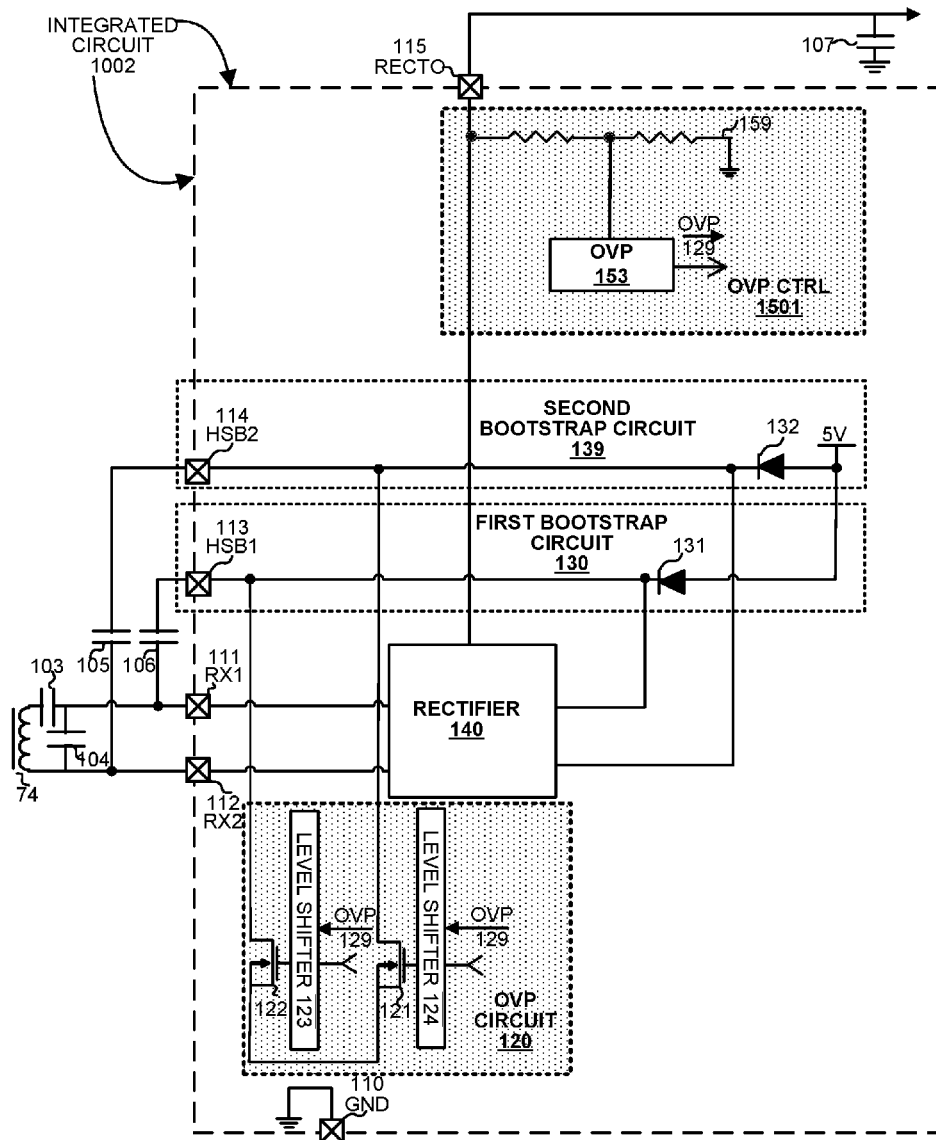 INTEGRATED
CIRCUIT
1002
115
RECTO
107
159
OVP
129
OVP
153
OVP CTRL
1501
114
HSB2
SECOND
BOOTSTRAP CIRCUIT
139
132
5V
113
HSB1
FIRST BOOTSTRAP
CIRCUIT
130
131
103
105
106
111
RX1
RECTIFIER
140
104
74
112
RX2
LEVEL SHIFTER 123
LEVEL SHIFTER 124
OVP
129
OVP
129
122
121
OVP
CIRCUIT
120
110
GND